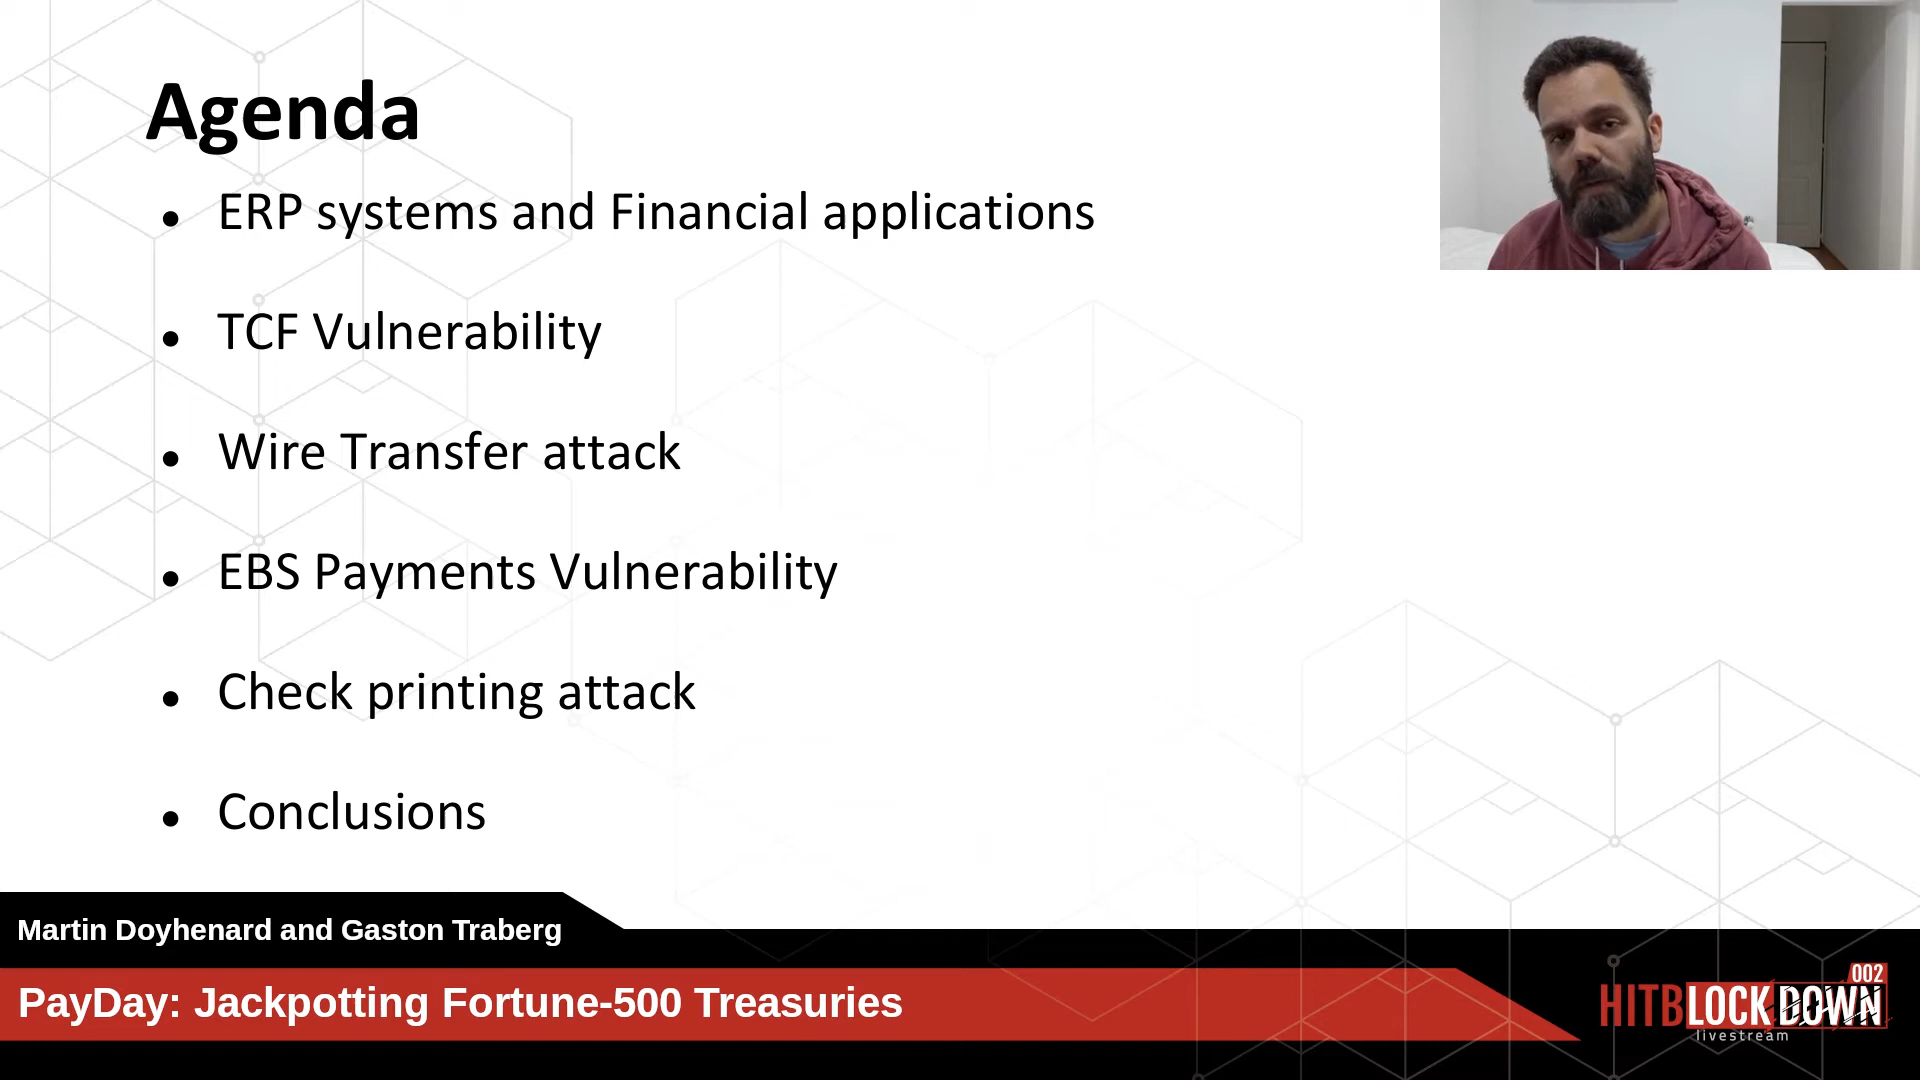 Agenda
● ERP systems and Financial applications
● TCF Vulnerability
● Wire Transfer attack
● EBS Payments Vulnerability
● Check printing attack
● Conclusions
Martin Doyhenard and Gaston Traberg
PayDay: Jackpotting Fortune-500 Treasuries
002
HITBLOCKDOWN
livestream